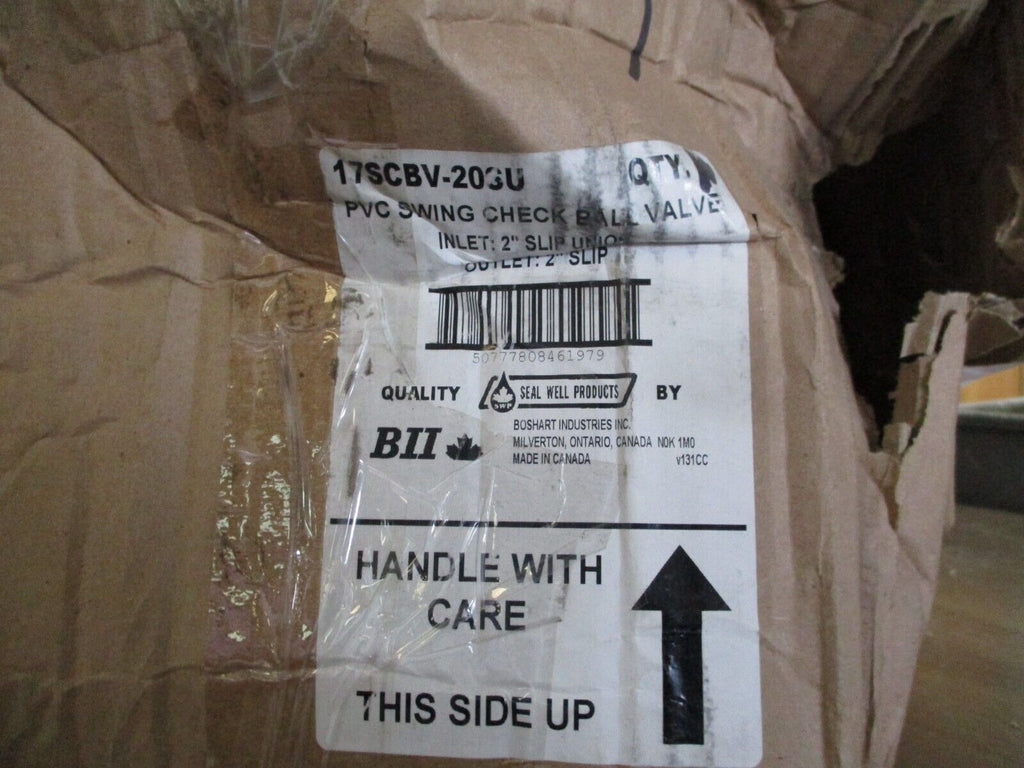 17SCBV-20SU QTY.
PVC SWING CHECK BALL VALVE
INLET: 2" SLIP UNION
OUTLET: 2" SLIP
50777808461979
QUALITY SWP SEAL WELL PRODUCTS BY
BII
BOSHART INDUSTRIES INC.
MILVERTON, ONTARIO, CANADA N0K 1M0
MADE IN CANADA v131CC
HANDLE WITH
CARE
THIS SIDE UP